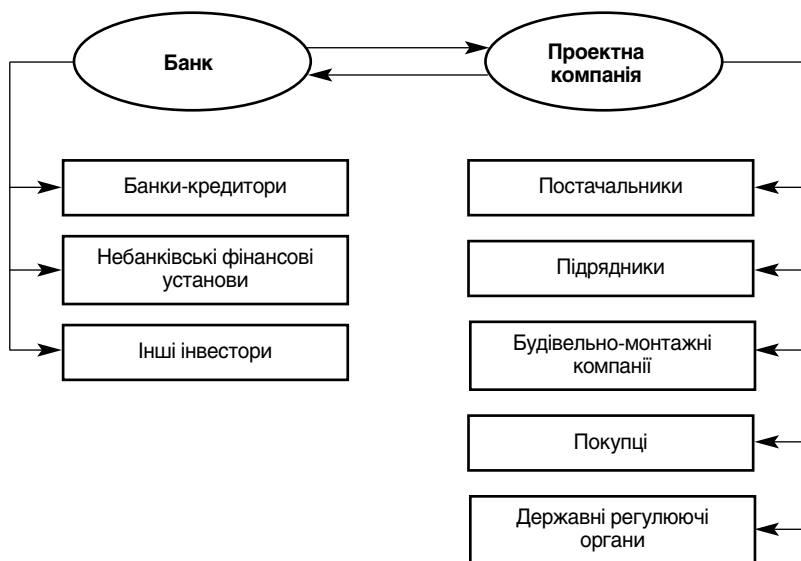 Банк
Проектна
компанія
Банки-кредитори
Небанківські фінансові
установи
Інші інвестори
Постачальники
Підрядники
Будівельно-монтажні
компанії
Покупці
Державні регулюючі
органи